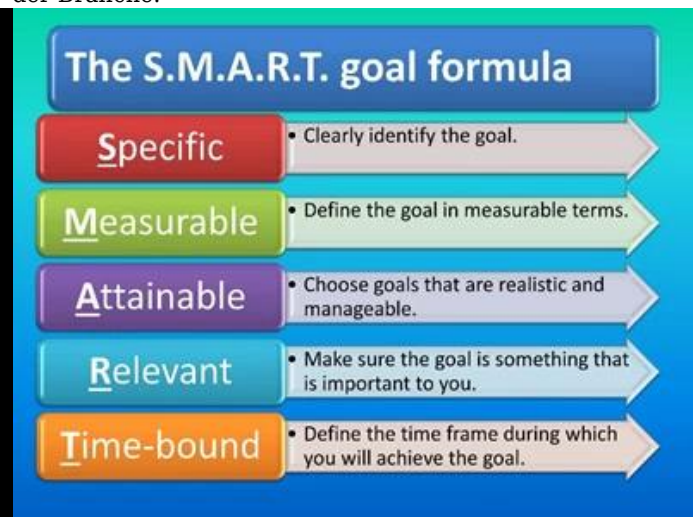 der Branche.
The S.M.A.R.T. goal formula
Specific
• Clearly identify the goal.
Measurable
• Define the goal in measurable terms.
Attainable
• Choose goals that are realistic and
manageable.
Relevant
• Make sure the goal is something that
is important to you.
Time-bound
• Define the time frame during which
you will achieve the goal.